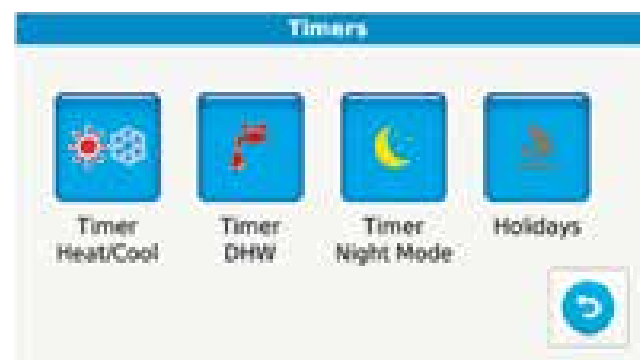 Timers
Timer
Heat/Cool
Timer
DHW
Timer
Night Mode
Holidays